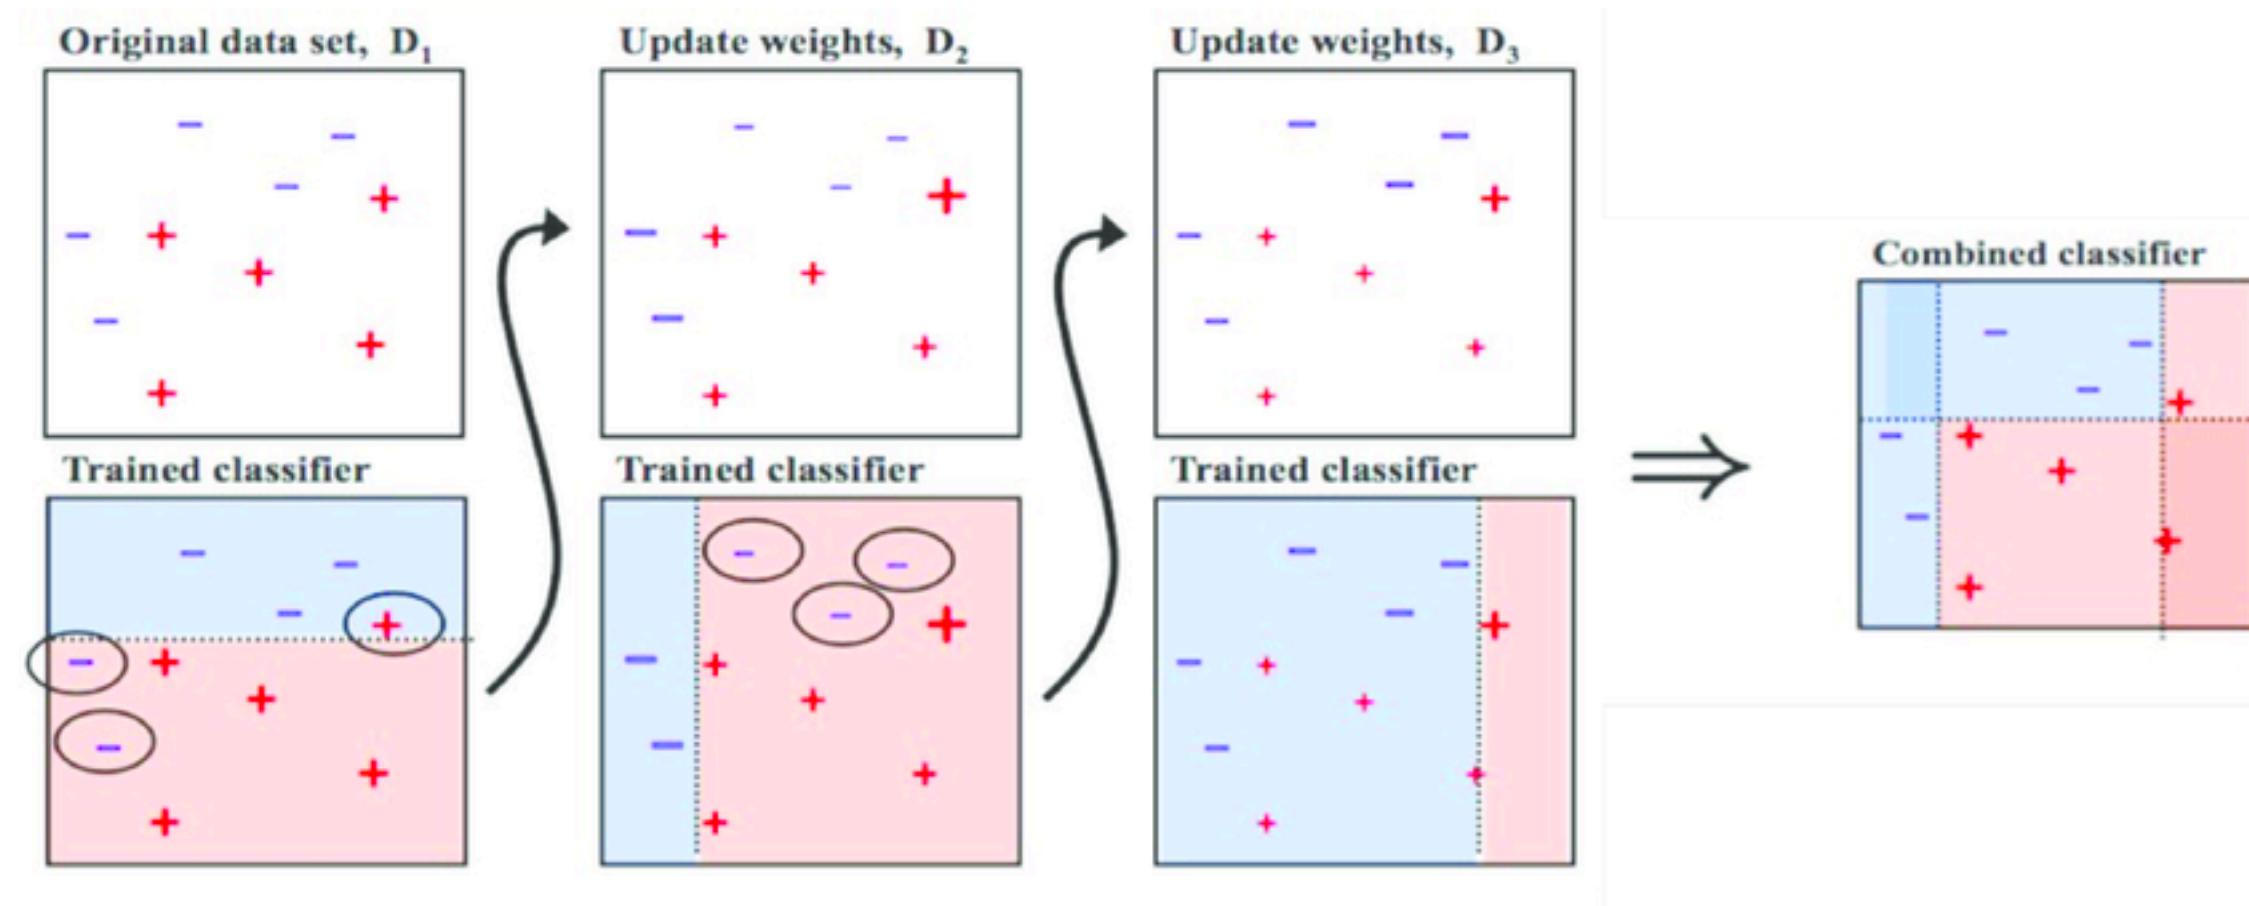 Original data set, D₁
Update weights, D₂
Update weights, D₃
Combined classifier
Trained classifier
Trained classifier
Trained classifier